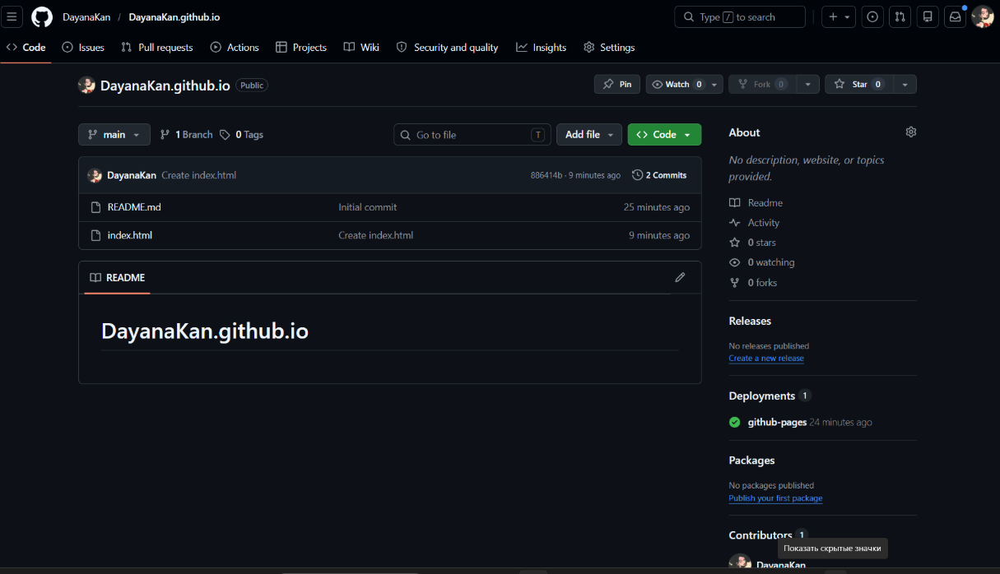 DayanaKan / DayanaKan.github.io Type / to search
Code Issues Pull requests Actions Projects Wiki Security and quality Insights Settings
DayanaKan.github.io Public Pin Watch 0 Fork 0 Star 0
main 1 Branch 0 Tags Go to file T Add file Code
DayanaKan Create index.html 886414b · 9 minutes ago 2 Commits
README.md Initial commit 25 minutes ago
index.html Create index.html 9 minutes ago
README
DayanaKan.github.io
About
No description, website, or topics
provided.
Readme
Activity
0 stars
0 watching
0 forks
Releases
No releases published
Create a new release
Deployments 1
github-pages 24 minutes ago
Packages
No packages published
Publish your first package
Contributors 1
Показать скрытые значки
DayanaKan